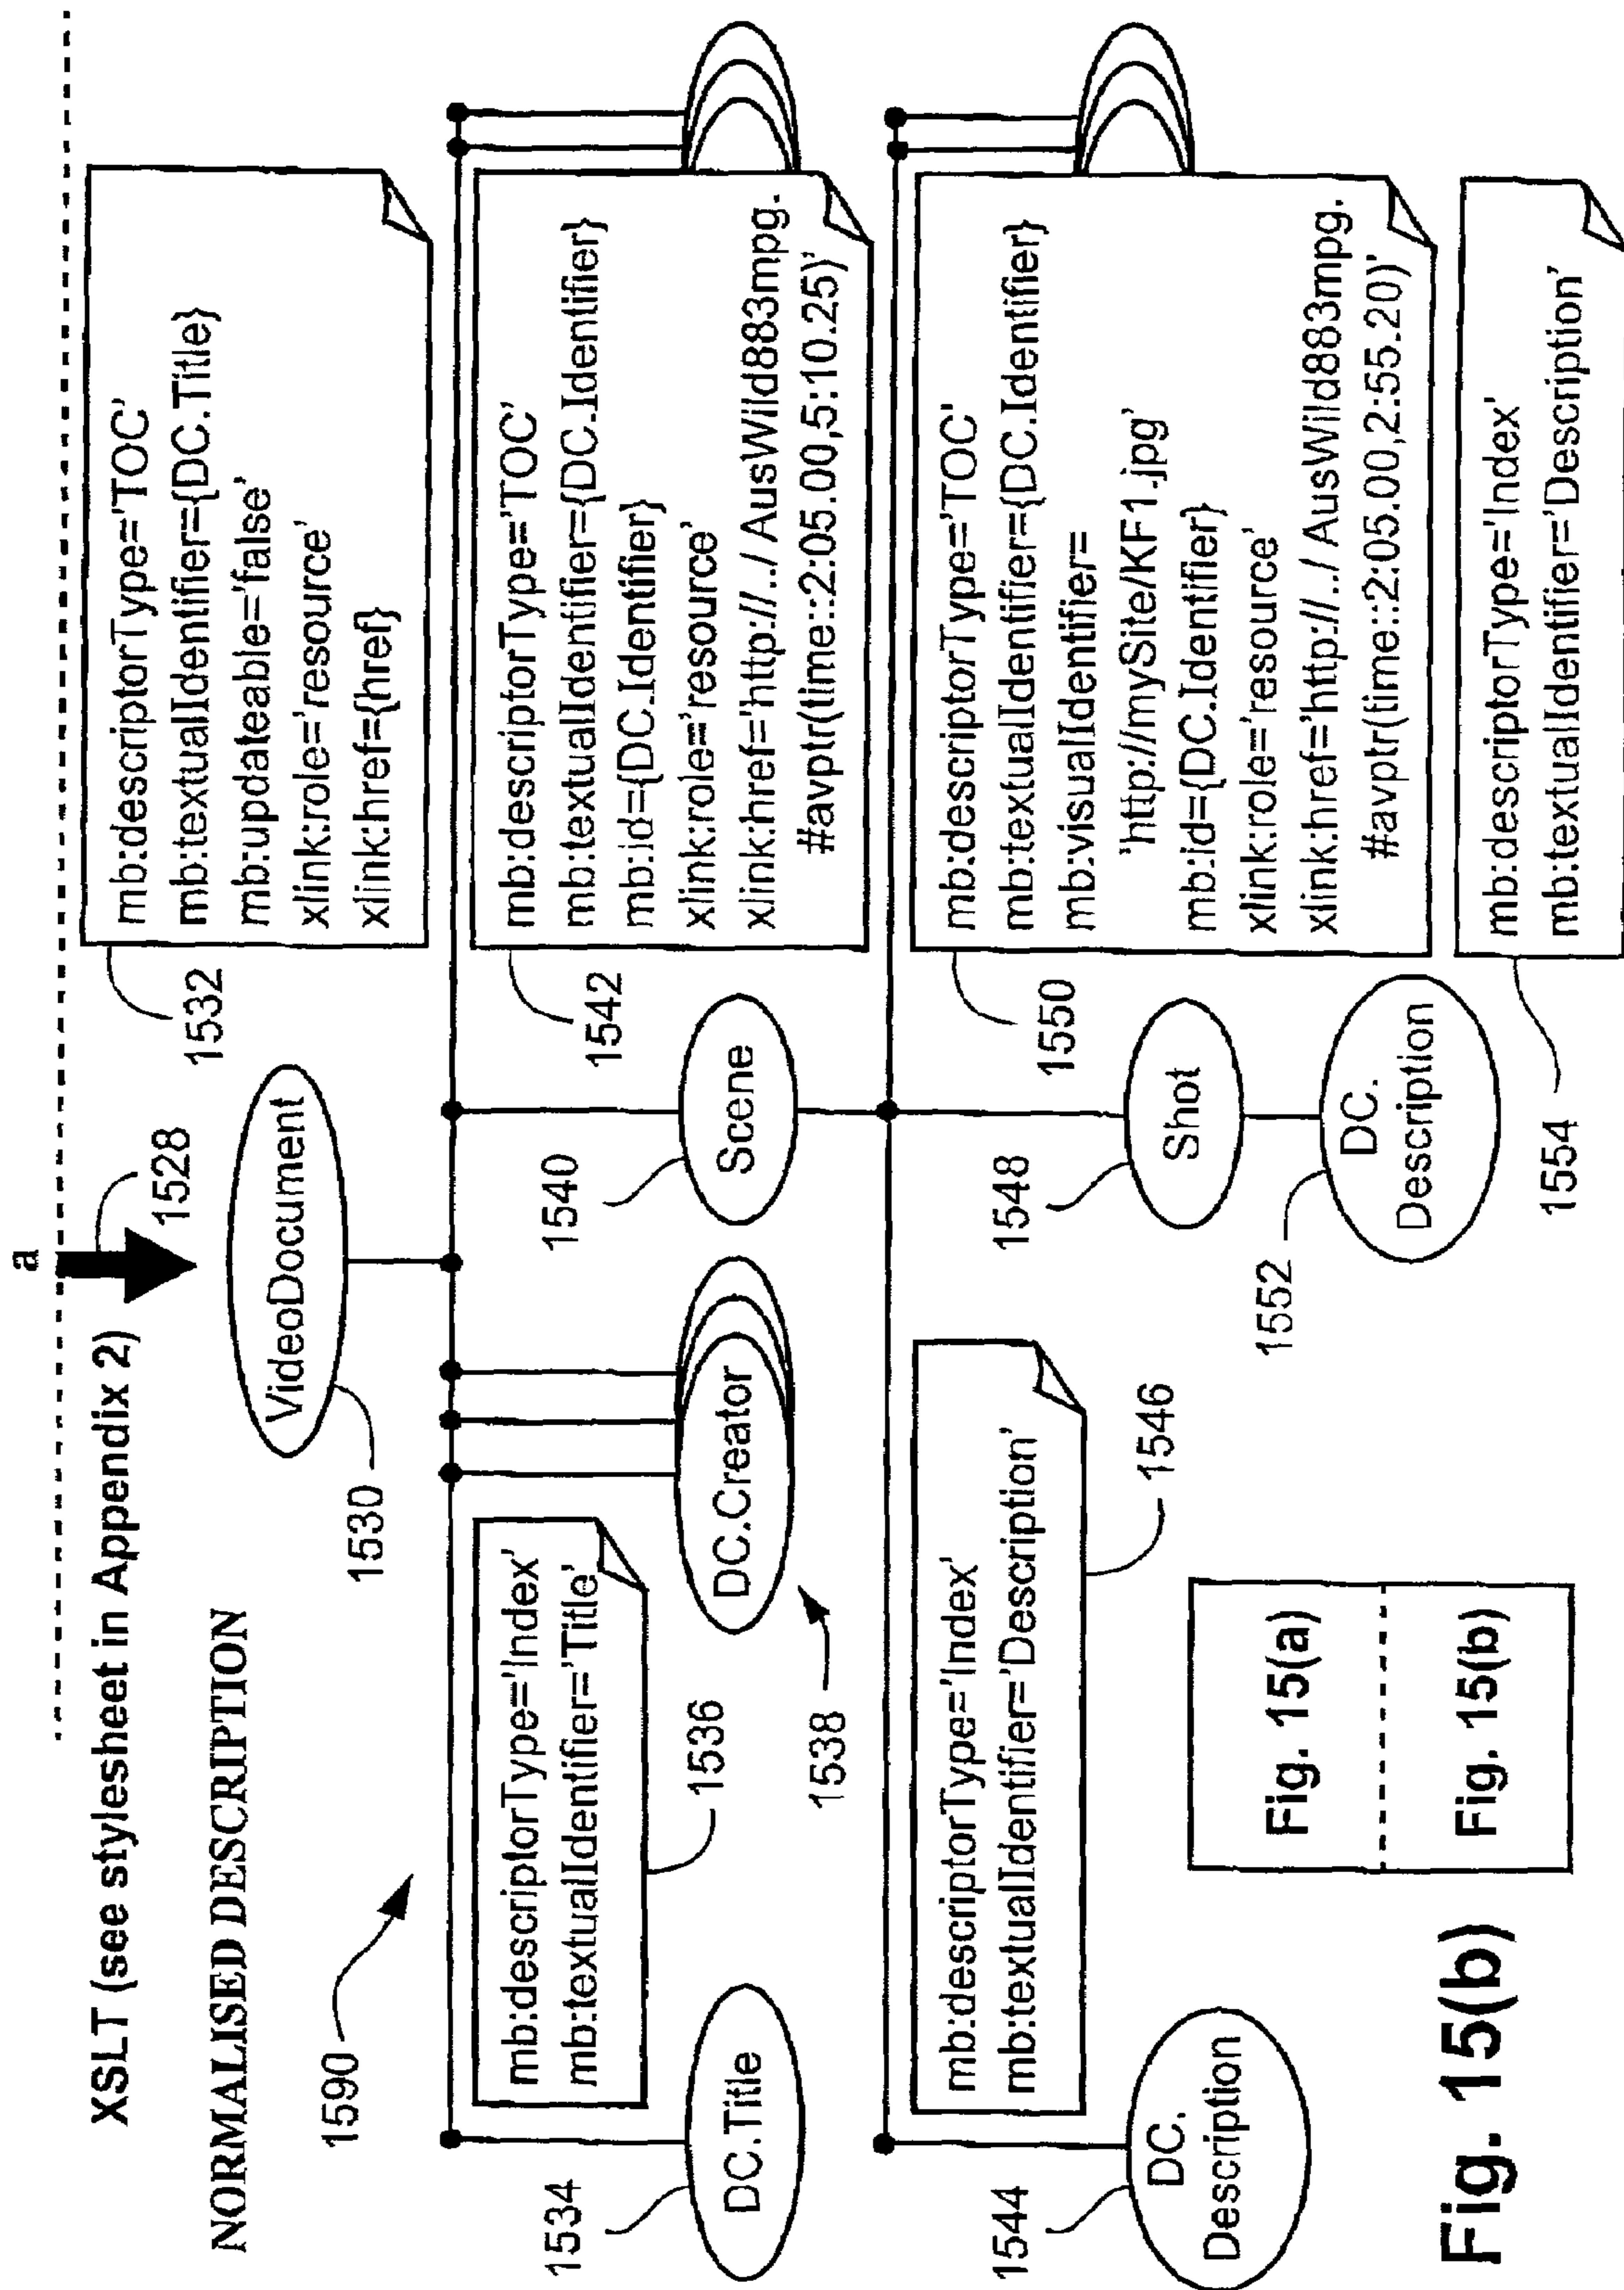 a
XSLT (see stylesheet in Appendix 2)
1528
NORMALISED DESCRIPTION
1590
VideoDocument
1530
mb:descriptorType='TOC'
mb:textualIdentifier={DC.Title}
mb:updateable='false'
xlink:role='resource'
xlink:href={href}
1532
DC.Title
1534
mb:descriptorType='Index'
mb:textualIdentifier='Title'
1536
DC.Creator
1538
Scene
1540
mb:descriptorType='TOC'
mb:textualIdentifier={DC.Identifier}
mb:id={DC.Identifier}
xlink:role='resource'
xlink:href='http://../ AusWild883mpg.
#avptr(time::2:05.00,5:10.25)'
1542
DC.
Description
1544
mb:descriptorType='Index'
mb:textualIdentifier='Description'
1546
Shot
1548
mb:descriptorType='TOC'
mb:textualIdentifier={DC.Identifier}
mb:visualIdentifier=
'http://mySite/KF1.jpg'
mb:id={DC.Identifier}
xlink:role='resource'
xlink:href='http://../ AusWild883mpg.
#avptr(time::2:05.00,2:55.20)'
1550
DC.
Description
1552
mb:descriptorType='Index'
mb:textualIdentifier='Description'
1554
Fig. 15(a)
Fig. 15(b)
Fig. 15(b)